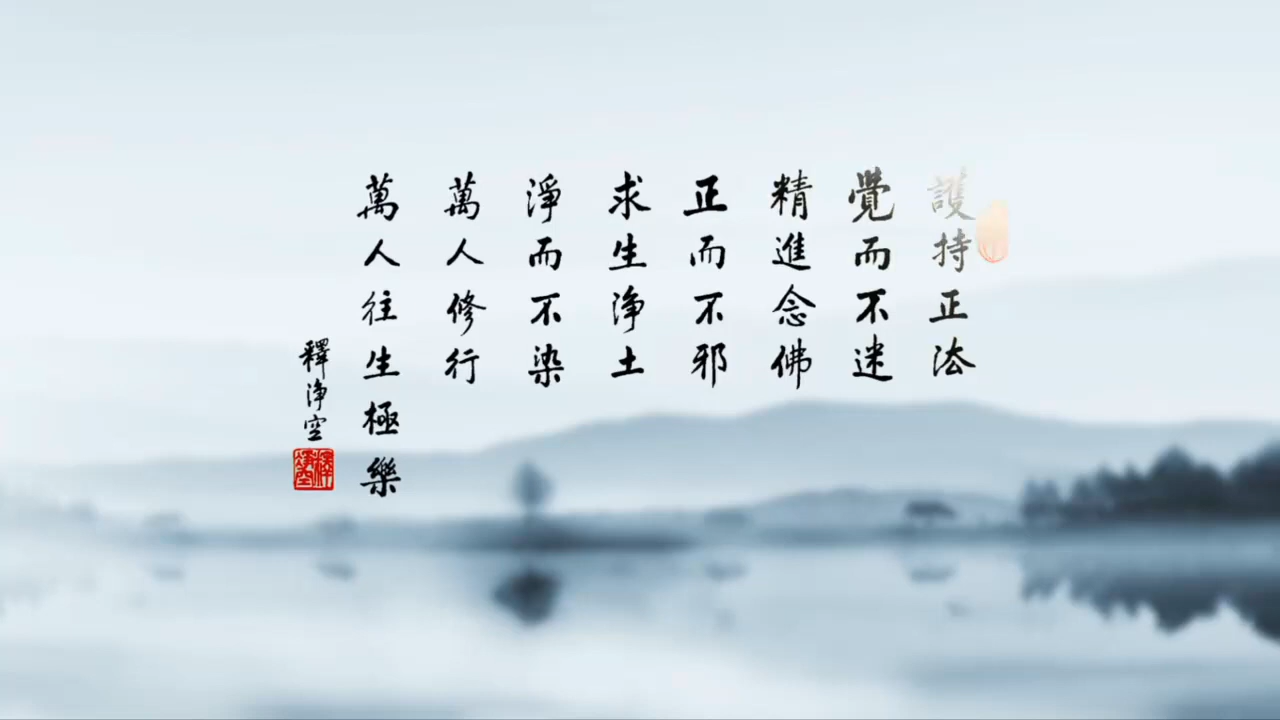 護持正法
覺而不迷
精進念佛
正而不邪
求生淨土
淨而不染
萬人修行
萬人往生極樂
釋淨空